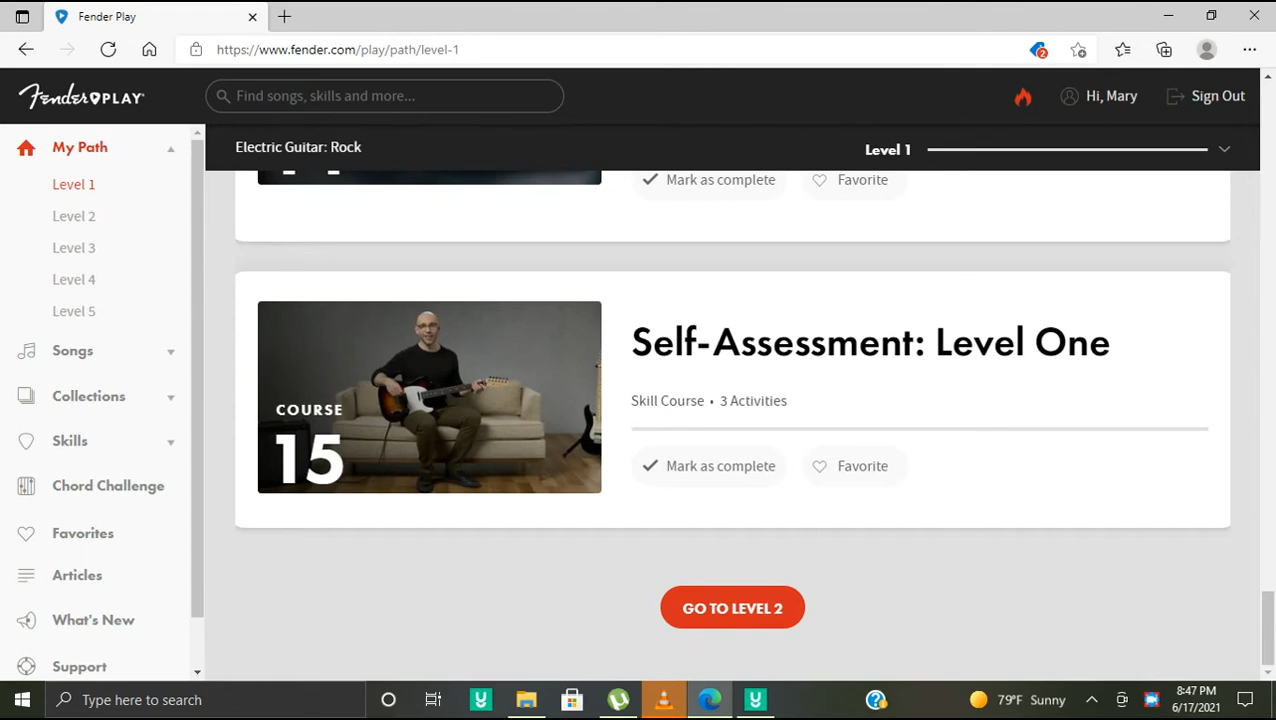 Fender Play
https://www.fender.com/play/path/level-1
2
Fender PLAY
Find songs, skills and more...
Hi, Mary
Sign Out
My Path
Level 1
Level 2
Level 3
Level 4
Level 5
Songs
Collections
Skills
Chord Challenge
Favorites
Articles
What's New
Support
Electric Guitar: Rock
Level 1
Mark as complete
Favorite
COURSE
15
Self-Assessment: Level One
Skill Course • 3 Activities
Mark as complete
Favorite
GO TO LEVEL 2
Type here to search
79°F Sunny
8:47 PM
6/17/2021